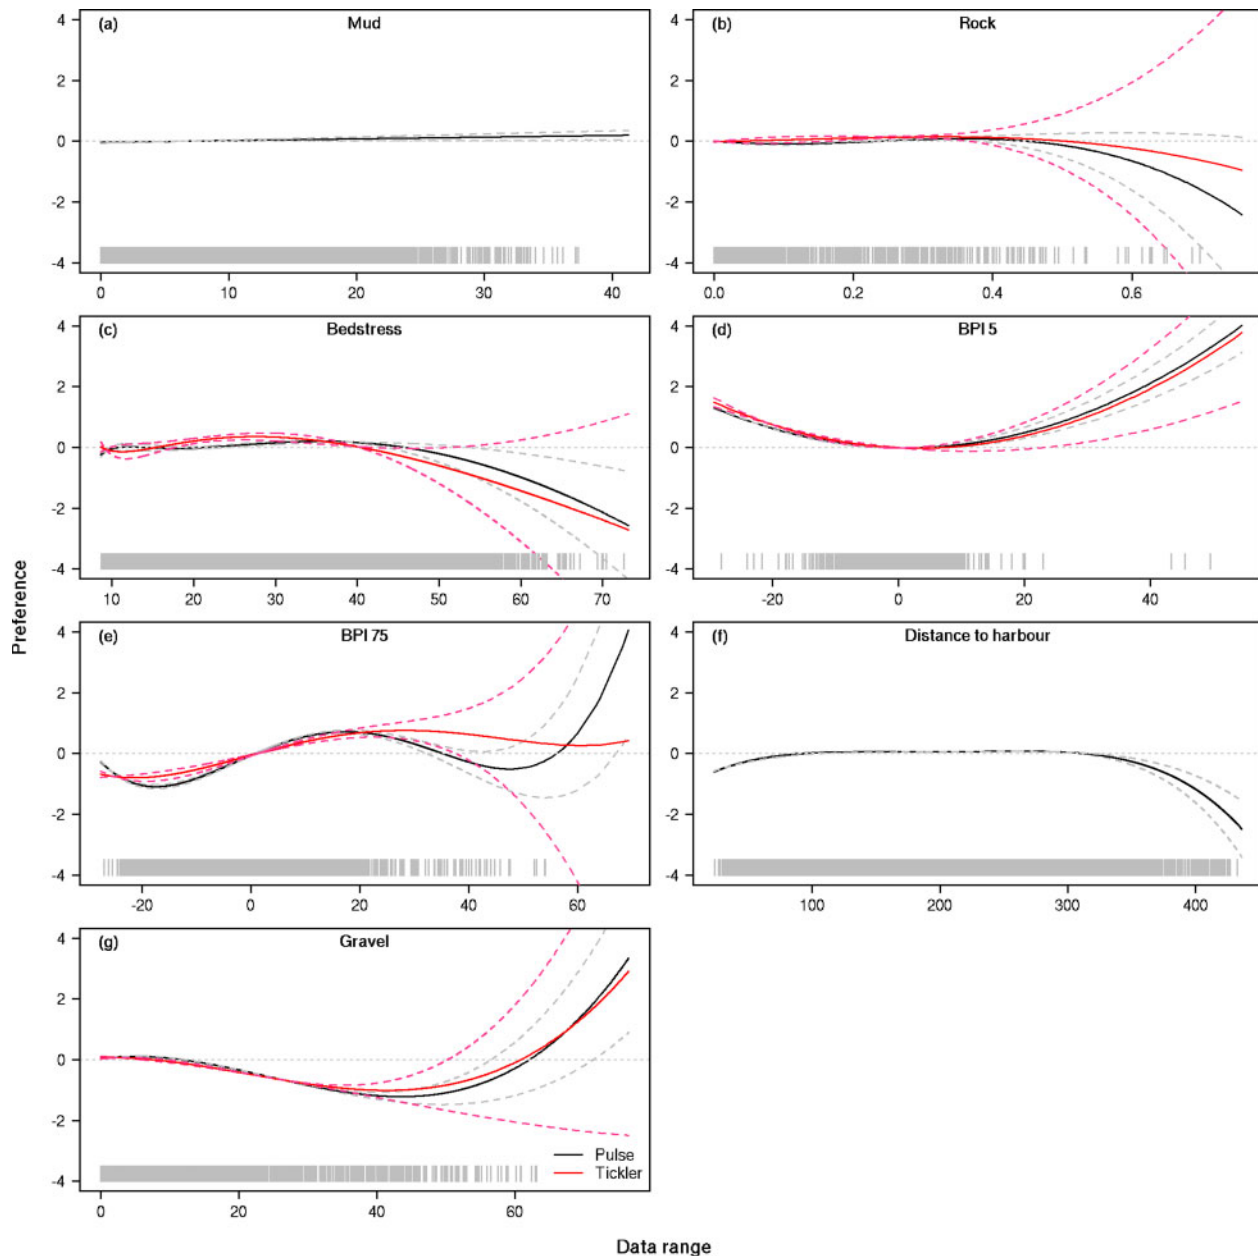 (a) Mud
4
2
0
-2
-4
0 10 20 30 40
(b) Rock
4
2
0
-2
-4
0.0 0.2 0.4 0.6
(c) Bedstress
4
2
0
-2
-4
10 20 30 40 50 60 70
(d) BPI 5
4
2
0
-2
-4
-20 0 20 40
Preference
(e) BPI 75
4
2
0
-2
-4
-20 0 20 40 60
(f) Distance to harbour
4
2
0
-2
-4
100 200 300 400
(g) Gravel
4
2
0
-2
-4
Pulse
Tickler
0 20 40 60
Data range